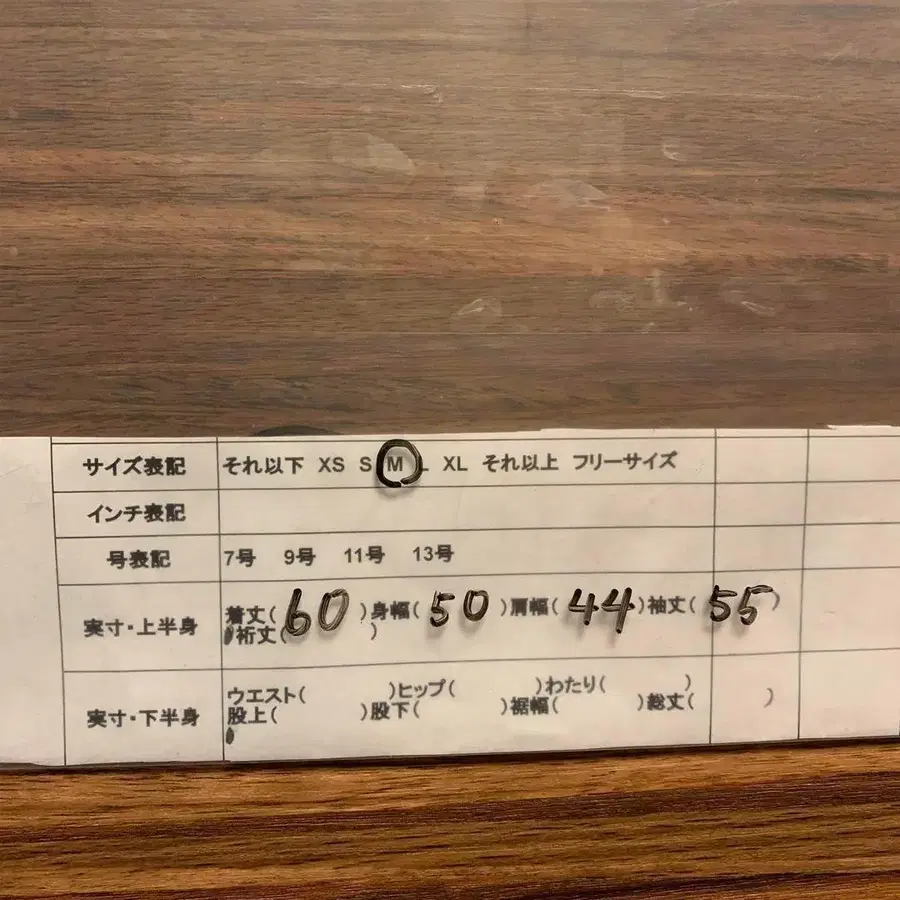 サイズ表記 それ以下 XS S M L XL それ以上 フリーサイズ
インチ表記
号表記 7号 9号 11号 13号
実寸・上半身 着丈(60)身幅(50)肩幅(44)袖丈(55)
裄丈( )
実寸・下半身 ウエスト( )ヒップ( )わたり( )
股上( )股下( )裾幅( )総丈( )